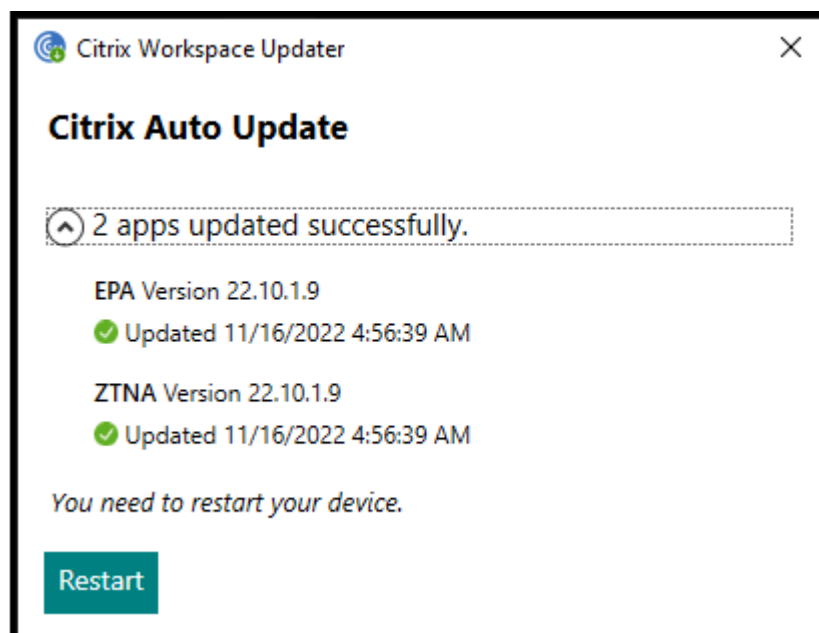 Citrix Workspace Updater
Citrix Auto Update
2 apps updated successfully.
EPA Version 22.10.1.9
Updated 11/16/2022 4:56:39 AM
ZTNA Version 22.10.1.9
Updated 11/16/2022 4:56:39 AM
You need to restart your device.
Restart